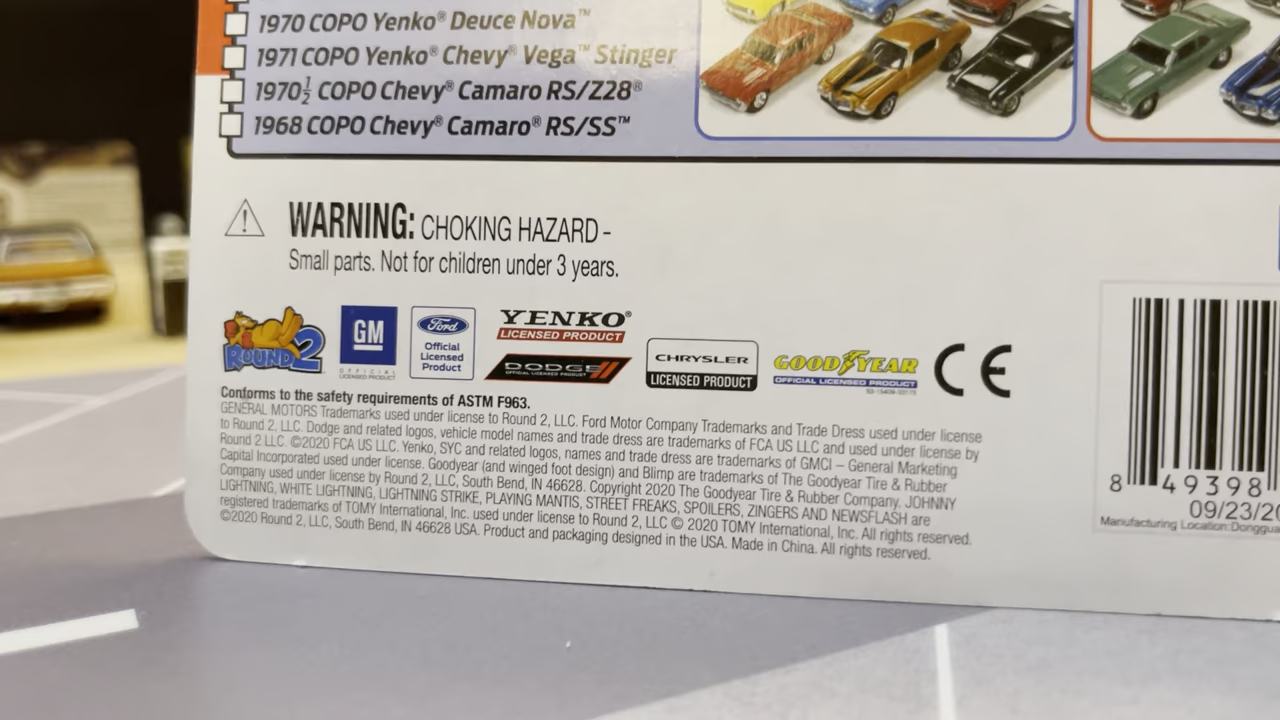 1970 COPO Yenko® Deuce Nova™
1971 COPO Yenko® Chevy® Vega™ Stinger
1970½ COPO Chevy® Camaro RS/Z28®
1968 COPO Chevy® Camaro® RS/SS™
WARNING: CHOKING HAZARD -
Small parts. Not for children under 3 years.
ROUND 2
GM
OFFICIAL
LICENSED PRODUCT
Ford
Official
Licensed
Product
YENKO®
LICENSED PRODUCT
DODGE
OFFICIAL LICENSED PRODUCT
CHRYSLER
LICENSED PRODUCT
GOODYEAR
OFFICIAL LICENSED PRODUCT
CE
Conforms to the safety requirements of ASTM F963.
GENERAL MOTORS Trademarks used under license to Round 2, LLC. Ford Motor Company Trademarks and Trade Dress used under license
to Round 2, LLC. Dodge and related logos, vehicle model names and trade dress are trademarks of FCA US LLC and used under license by
Round 2 LLC. ©2020 FCA US LLC. Yenko, SYC and related logos, names and trade dress are trademarks of GMCI – General Marketing
Capital Incorporated used under license. Goodyear (and winged foot design) and Blimp are trademarks of The Goodyear Tire & Rubber
Company used under license by Round 2, LLC, South Bend, IN 46628. Copyright 2020 The Goodyear Tire & Rubber Company. JOHNNY
LIGHTNING, WHITE LIGHTNING, LIGHTNING STRIKE, PLAYING MANTIS, STREET FREAKS, SPOILERS, ZINGERS AND NEWSFLASH are
registered trademarks of TOMY International, Inc. used under license to Round 2, LLC © 2020 TOMY International, Inc. All rights reserved.
©2020 Round 2, LLC, South Bend, IN 46628 USA. Product and packaging designed in the USA. Made in China. All rights reserved.
8 49398
09/23/20
Manufacturing Location:Donggua